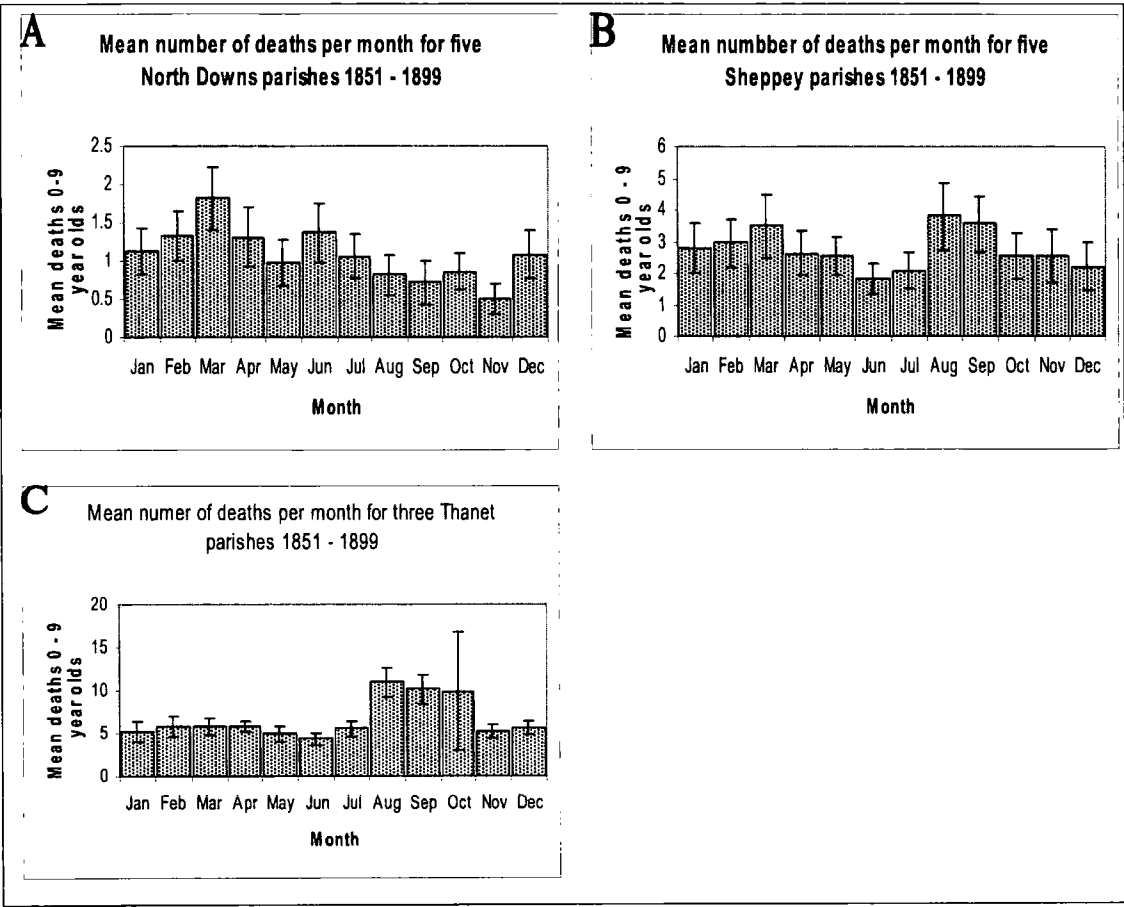 A
Mean number of deaths per month for five
North Downs parishes 1851 - 1899
Mean deaths 0-9
year olds
2.5
2
1.5
1
0.5
0
Jan Feb Mar Apr May Jun Jul Aug Sep Oct Nov Dec
Month
B
Mean numbber of deaths per month for five
Sheppey parishes 1851 - 1899
Mean deaths 0 - 9
year olds
6
5
4
3
2
1
0
Jan Feb Mar Apr May Jun Jul Aug Sep Oct Nov Dec
Month
C
Mean numer of deaths per month for three Thanet
parishes 1851 - 1899
Mean deaths 0 - 9
year olds
20
15
10
5
0
Jan Feb Mar Apr May Jun Jul Aug Sep Oct Nov Dec
Month